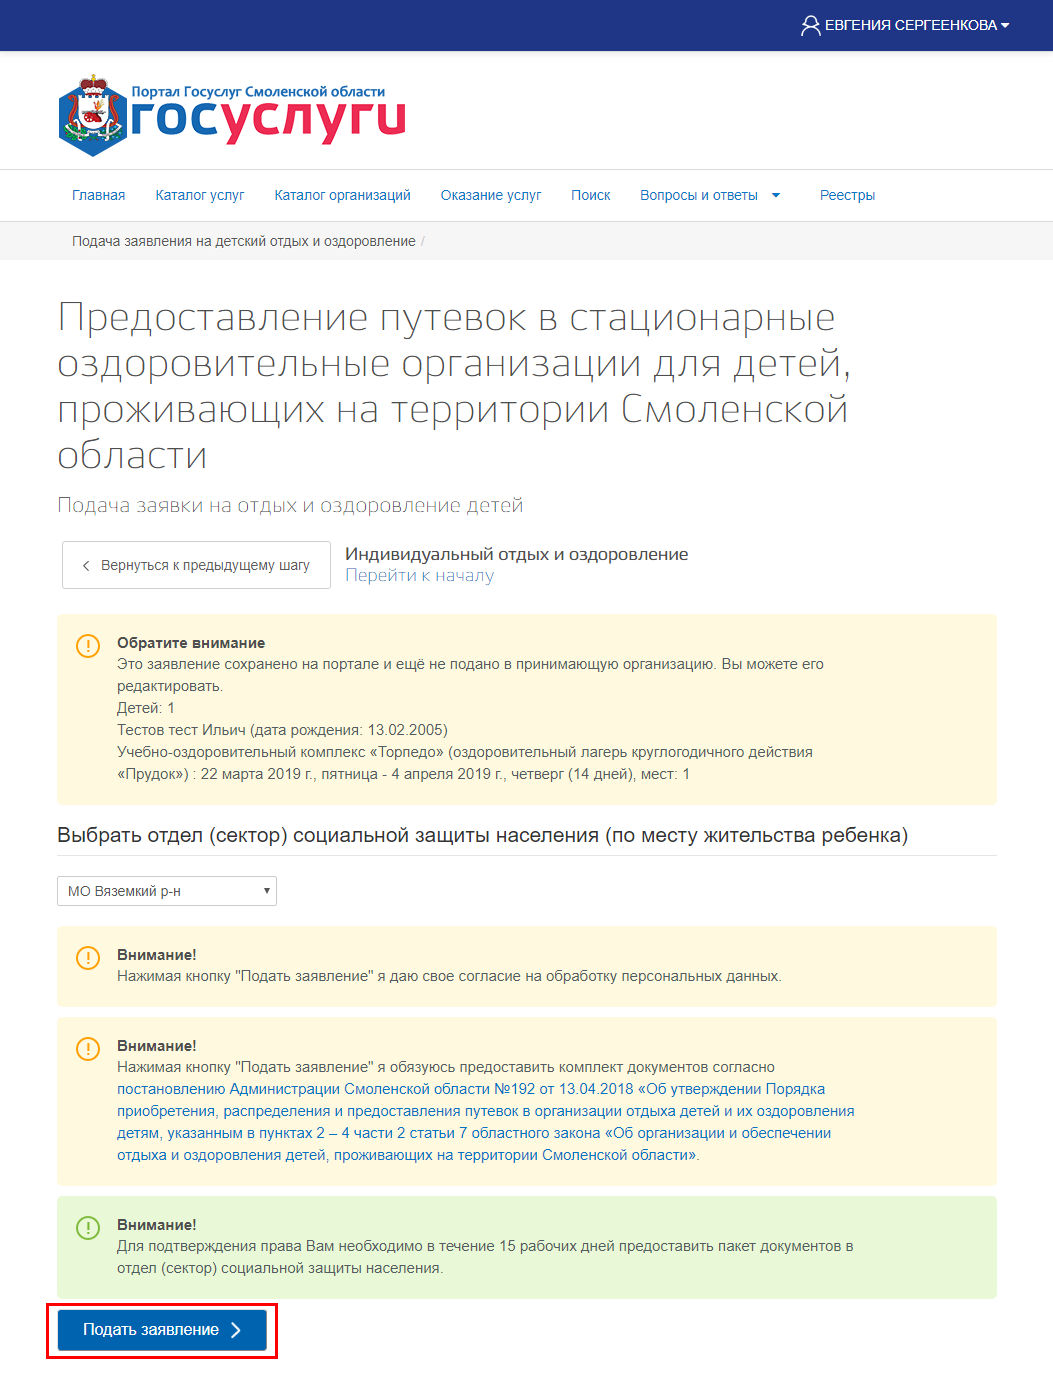 ЕВГЕНИЯ СЕРГЕЕНКОВА
Портал Госуслуг Смоленской области
госуслуги
Главная Каталог услуг Каталог организаций Оказание услуг Поиск Вопросы и ответы Реестры
Подача заявления на детский отдых и оздоровление /
Предоставление путевок в стационарные
оздоровительные организации для детей,
проживающих на территории Смоленской
области
Подача заявки на отдых и оздоровление детей
Вернуться к предыдущему шагу
Индивидуальный отдых и оздоровление
Перейти к началу
Обратите внимание
Это заявление сохранено на портале и ещё не подано в принимающую организацию. Вы можете его
редактировать.
Детей: 1
Тестов тест Ильич (дата рождения: 13.02.2005)
Учебно-оздоровительный комплекс «Торпедо» (оздоровительный лагерь круглогодичного действия
«Прудок») : 22 марта 2019 г., пятница - 4 апреля 2019 г., четверг (14 дней), мест: 1
Выбрать отдел (сектор) социальной защиты населения (по месту жительства ребенка)
МО Вяземкий р-н
Внимание!
Нажимая кнопку "Подать заявление" я даю свое согласие на обработку персональных данных.
Внимание!
Нажимая кнопку "Подать заявление" я обязуюсь предоставить комплект документов согласно
постановлению Администрации Смоленской области №192 от 13.04.2018 «Об утверждении Порядка
приобретения, распределения и предоставления путевок в организации отдыха детей и их оздоровления
детям, указанным в пунктах 2 – 4 части 2 статьи 7 областного закона «Об организации и обеспечении
отдыха и оздоровления детей, проживающих на территории Смоленской области».
Внимание!
Для подтверждения права Вам необходимо в течение 15 рабочих дней предоставить пакет документов в
отдел (сектор) социальной защиты населения.
Подать заявление